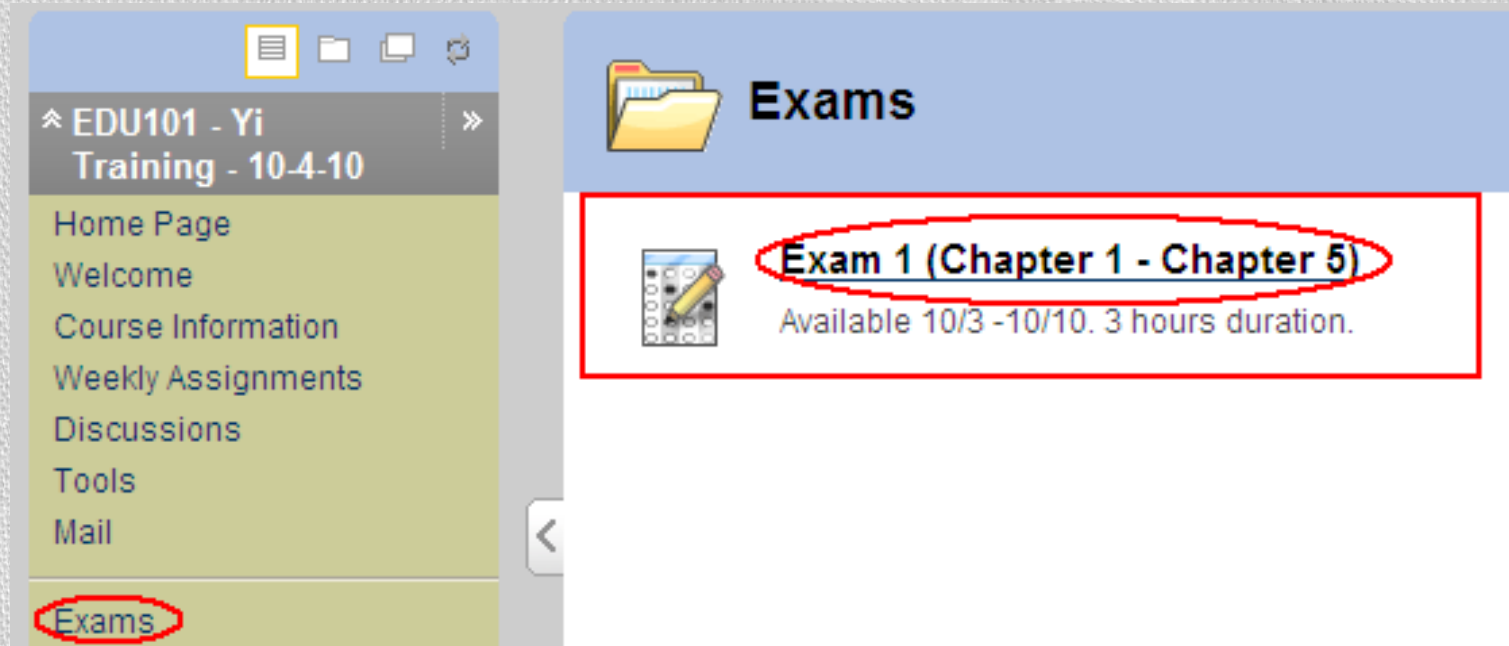 EDU101 - Yi
Training - 10-4-10
Home Page
Welcome
Course Information
Weekly Assignments
Discussions
Tools
Mail
Exams
Exams
Exam 1 (Chapter 1 - Chapter 5)
Available 10/3 -10/10. 3 hours duration.